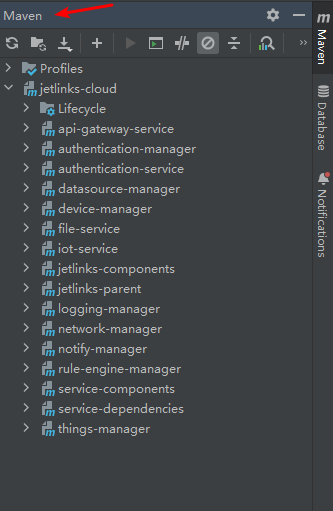 Maven
Profiles
jetlinks-cloud
Lifecycle
api-gateway-service
authentication-manager
authentication-service
datasource-manager
device-manager
file-service
iot-service
jetlinks-components
jetlinks-parent
logging-manager
network-manager
notify-manager
rule-engine-manager
service-components
service-dependencies
things-manager
m Maven
Database
Notifications